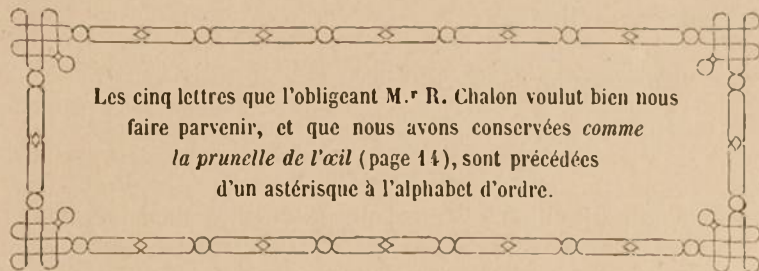 Les cinq lettres que l'obligeant M.r R. Chalon voulut bien nous
faire parvenir, et que nous avons conservées comme
la prunelle de l'œil (page 14), sont précédées
d'un astérisque à l'alphabet d'ordre.